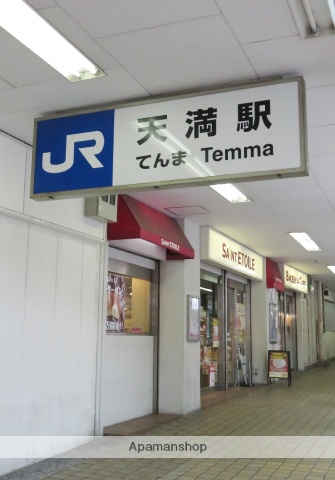 JR
天満駅
てんま Temma
SAINT ETOILE
SAINT ETOILE
Apamanshop